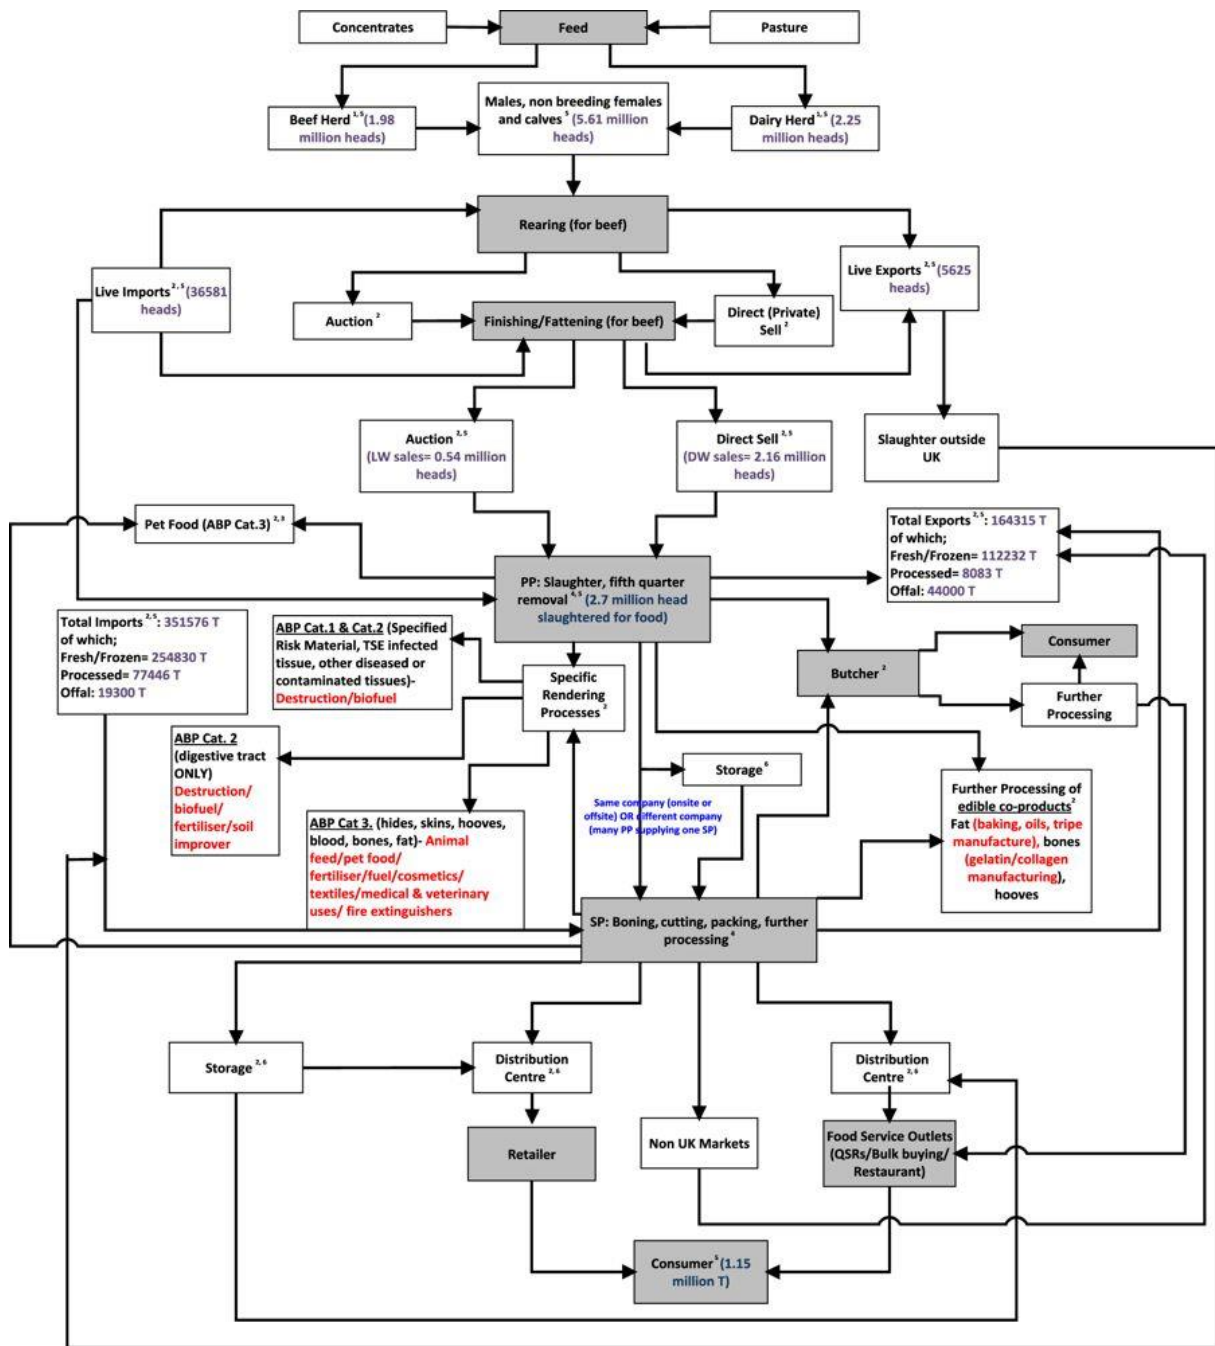 Concentrates
Feed
Pasture
Beef Herd 1, 5 (1.98
million heads)
Males, non breeding females
and calves 5 (5.61 million
heads)
Dairy Herd 1, 5 (2.25
million heads)
Rearing (for beef)
Live Imports 2, 5 (36581
heads)
Live Exports 2, 5 (5625
heads)
Auction 2
Finishing/Fattening (for beef)
Direct (Private)
Sell 2
Auction 2, 5
(LW sales= 0.54 million
heads)
Direct Sell 2, 5
(DW sales= 2.16 million
heads)
Slaughter outside
UK
Pet Food (ABP Cat.3) 2, 3
Total Exports 2, 5: 164315 T
of which;
Fresh/Frozen= 112232 T
Processed= 8083 T
Offal: 44000 T
PP: Slaughter, fifth quarter
removal 4, 5 (2.7 million head
slaughtered for food)
Total Imports 2, 5: 351576 T
of which;
Fresh/Frozen= 254830 T
Processed= 77446 T
Offal: 19300 T
ABP Cat.1 & Cat.2 (Specified
Risk Material, TSE infected
tissue, other diseased or
contaminated tissues)-
Destruction/biofuel
Specific
Rendering
Processes 2
Butcher 2
Consumer
Further
Processing
ABP Cat. 2
(digestive tract
ONLY)
Destruction/
biofuel/
fertiliser/soil
improver
Storage 6
Same company (onsite or
offsite) OR different company
(many PP supplying one SP)
ABP Cat 3. (hides, skins, hooves,
blood, bones, fat)- Animal
feed/pet food/
fertiliser/fuel/cosmetics/
textiles/medical & veterinary
uses/ fire extinguishers
Further Processing of
edible co-products 2
Fat (baking, oils, tripe
manufacture), bones
(gelatin/collagen
manufacturing),
hooves
SP: Boning, cutting, packing, further
processing 4
Storage 2, 6
Distribution
Centre 2, 6
Distribution
Centre 2, 6
Retailer
Non UK Markets
Food Service Outlets
(QSRs/Bulk buying/
Restaurant)
Consumer 5 (1.15
million T)